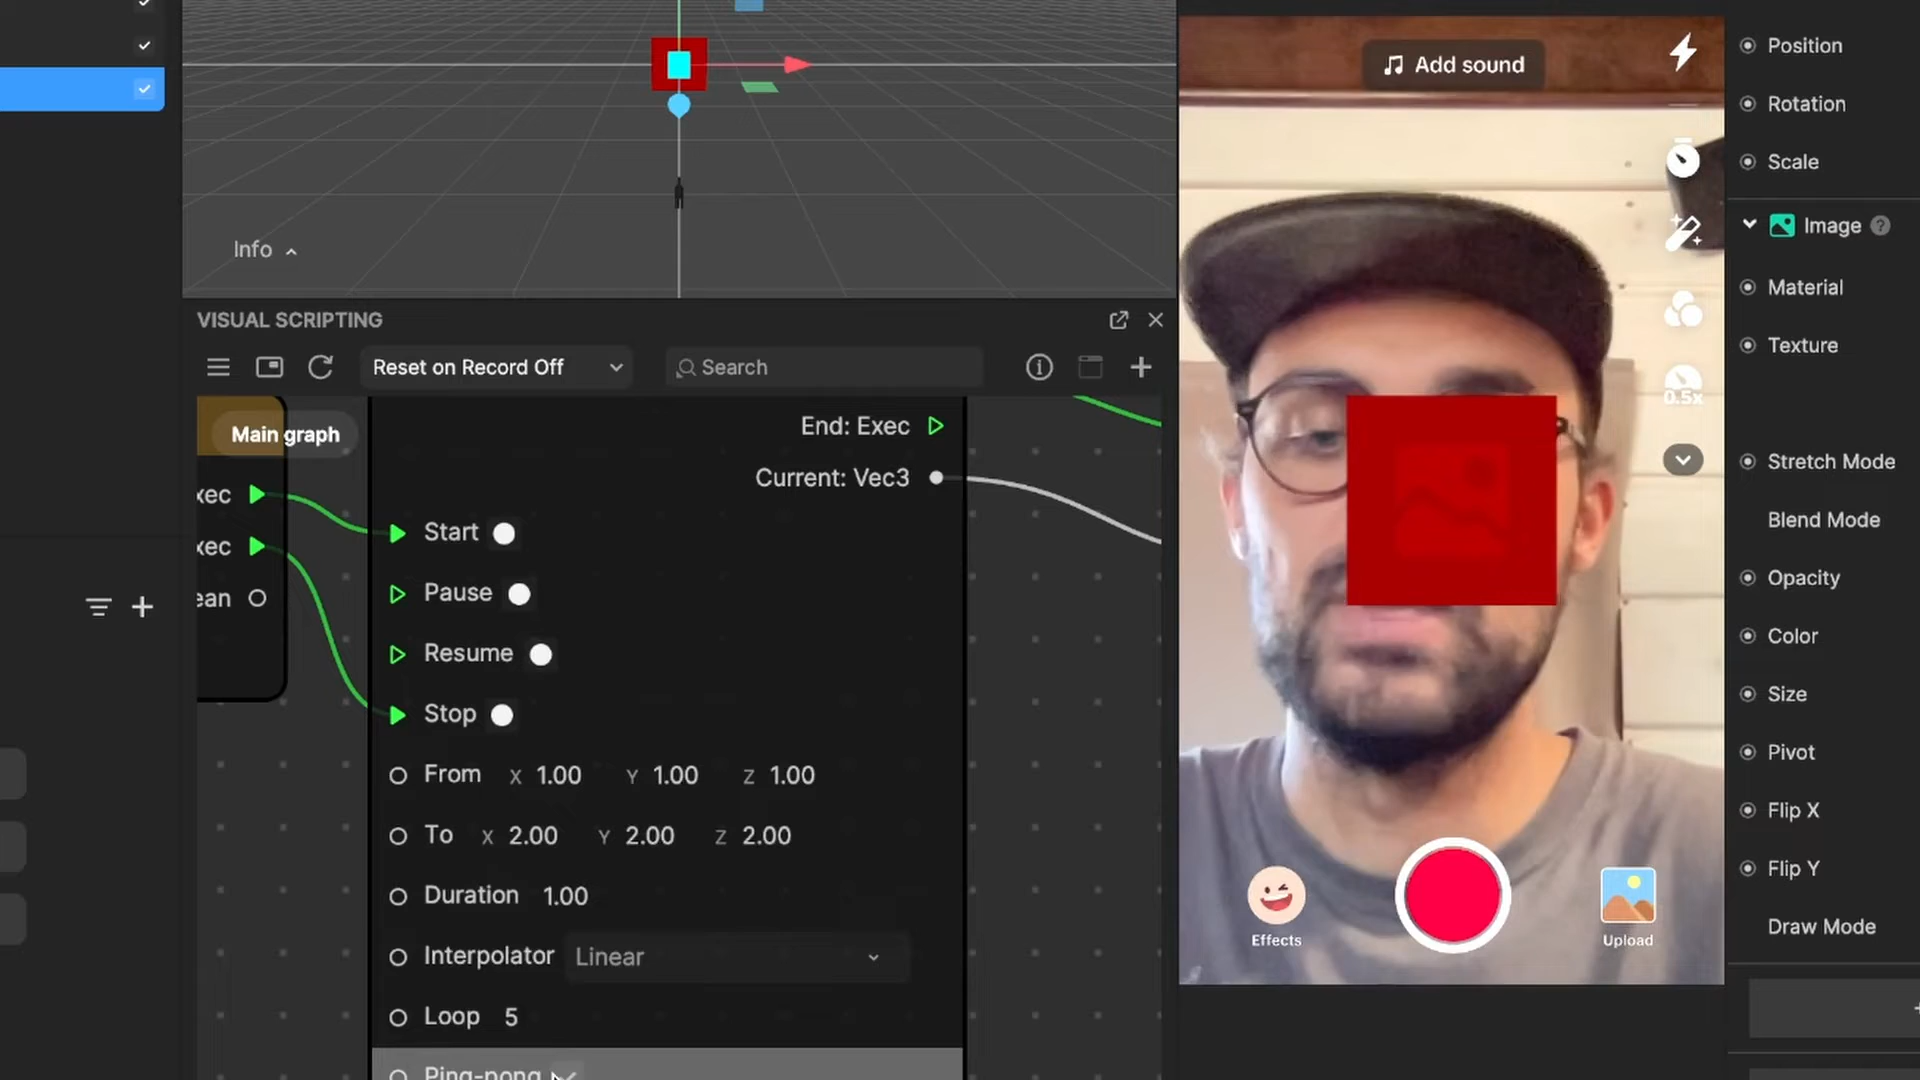 Info
VISUAL SCRIPTING
Reset on Record Off
Search
Main graph
xec
xec
ean
End: Exec
Current: Vec3
Start
Pause
Resume
Stop
From X 1.00 Y 1.00 Z 1.00
To X 2.00 Y 2.00 Z 2.00
Duration 1.00
Interpolator Linear
Loop 5
Ping-pong
Add sound
0.5x
Effects
Upload
Position
Rotation
Scale
Image ?
Material
Texture
Stretch Mode
Blend Mode
Opacity
Color
Size
Pivot
Flip X
Flip Y
Draw Mode